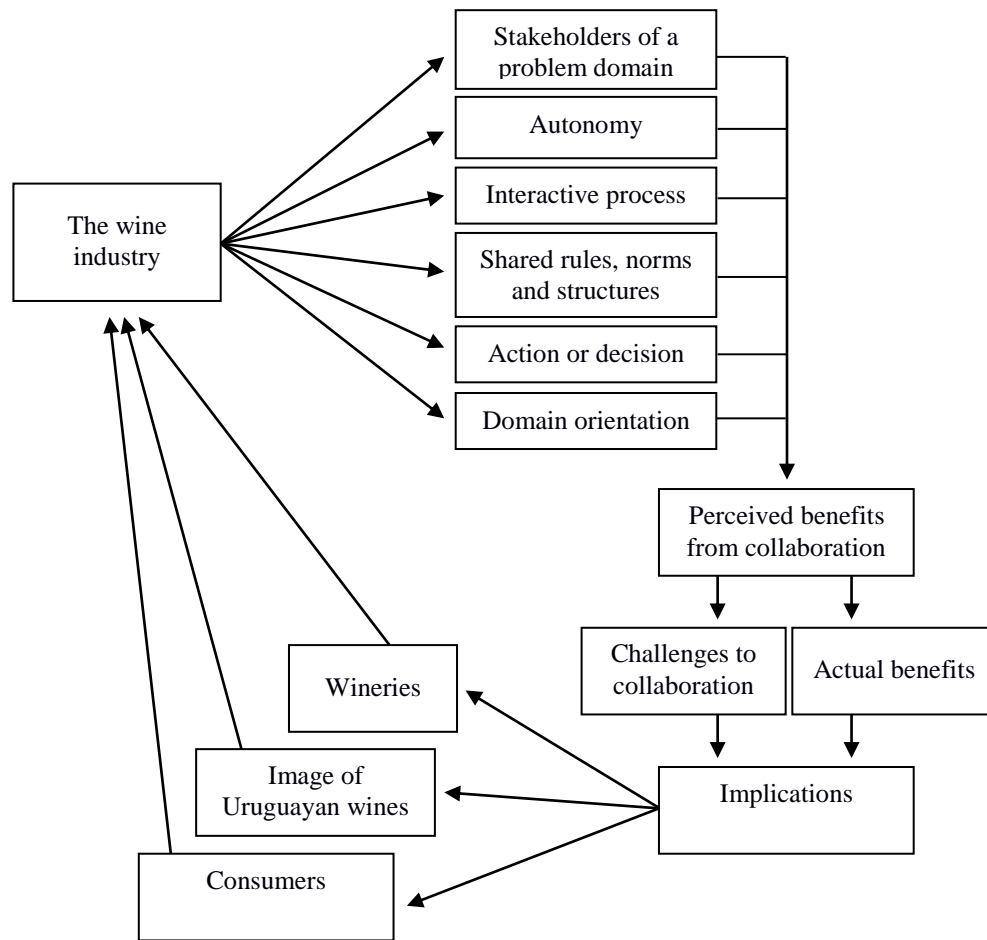 Stakeholders of a
problem domain
Autonomy
Interactive process
The wine
industry
Shared rules, norms
and structures
Action or decision
Domain orientation
Perceived benefits
from collaboration
Challenges to
collaboration
Actual benefits
Wineries
Image of
Uruguayan wines
Implications
Consumers